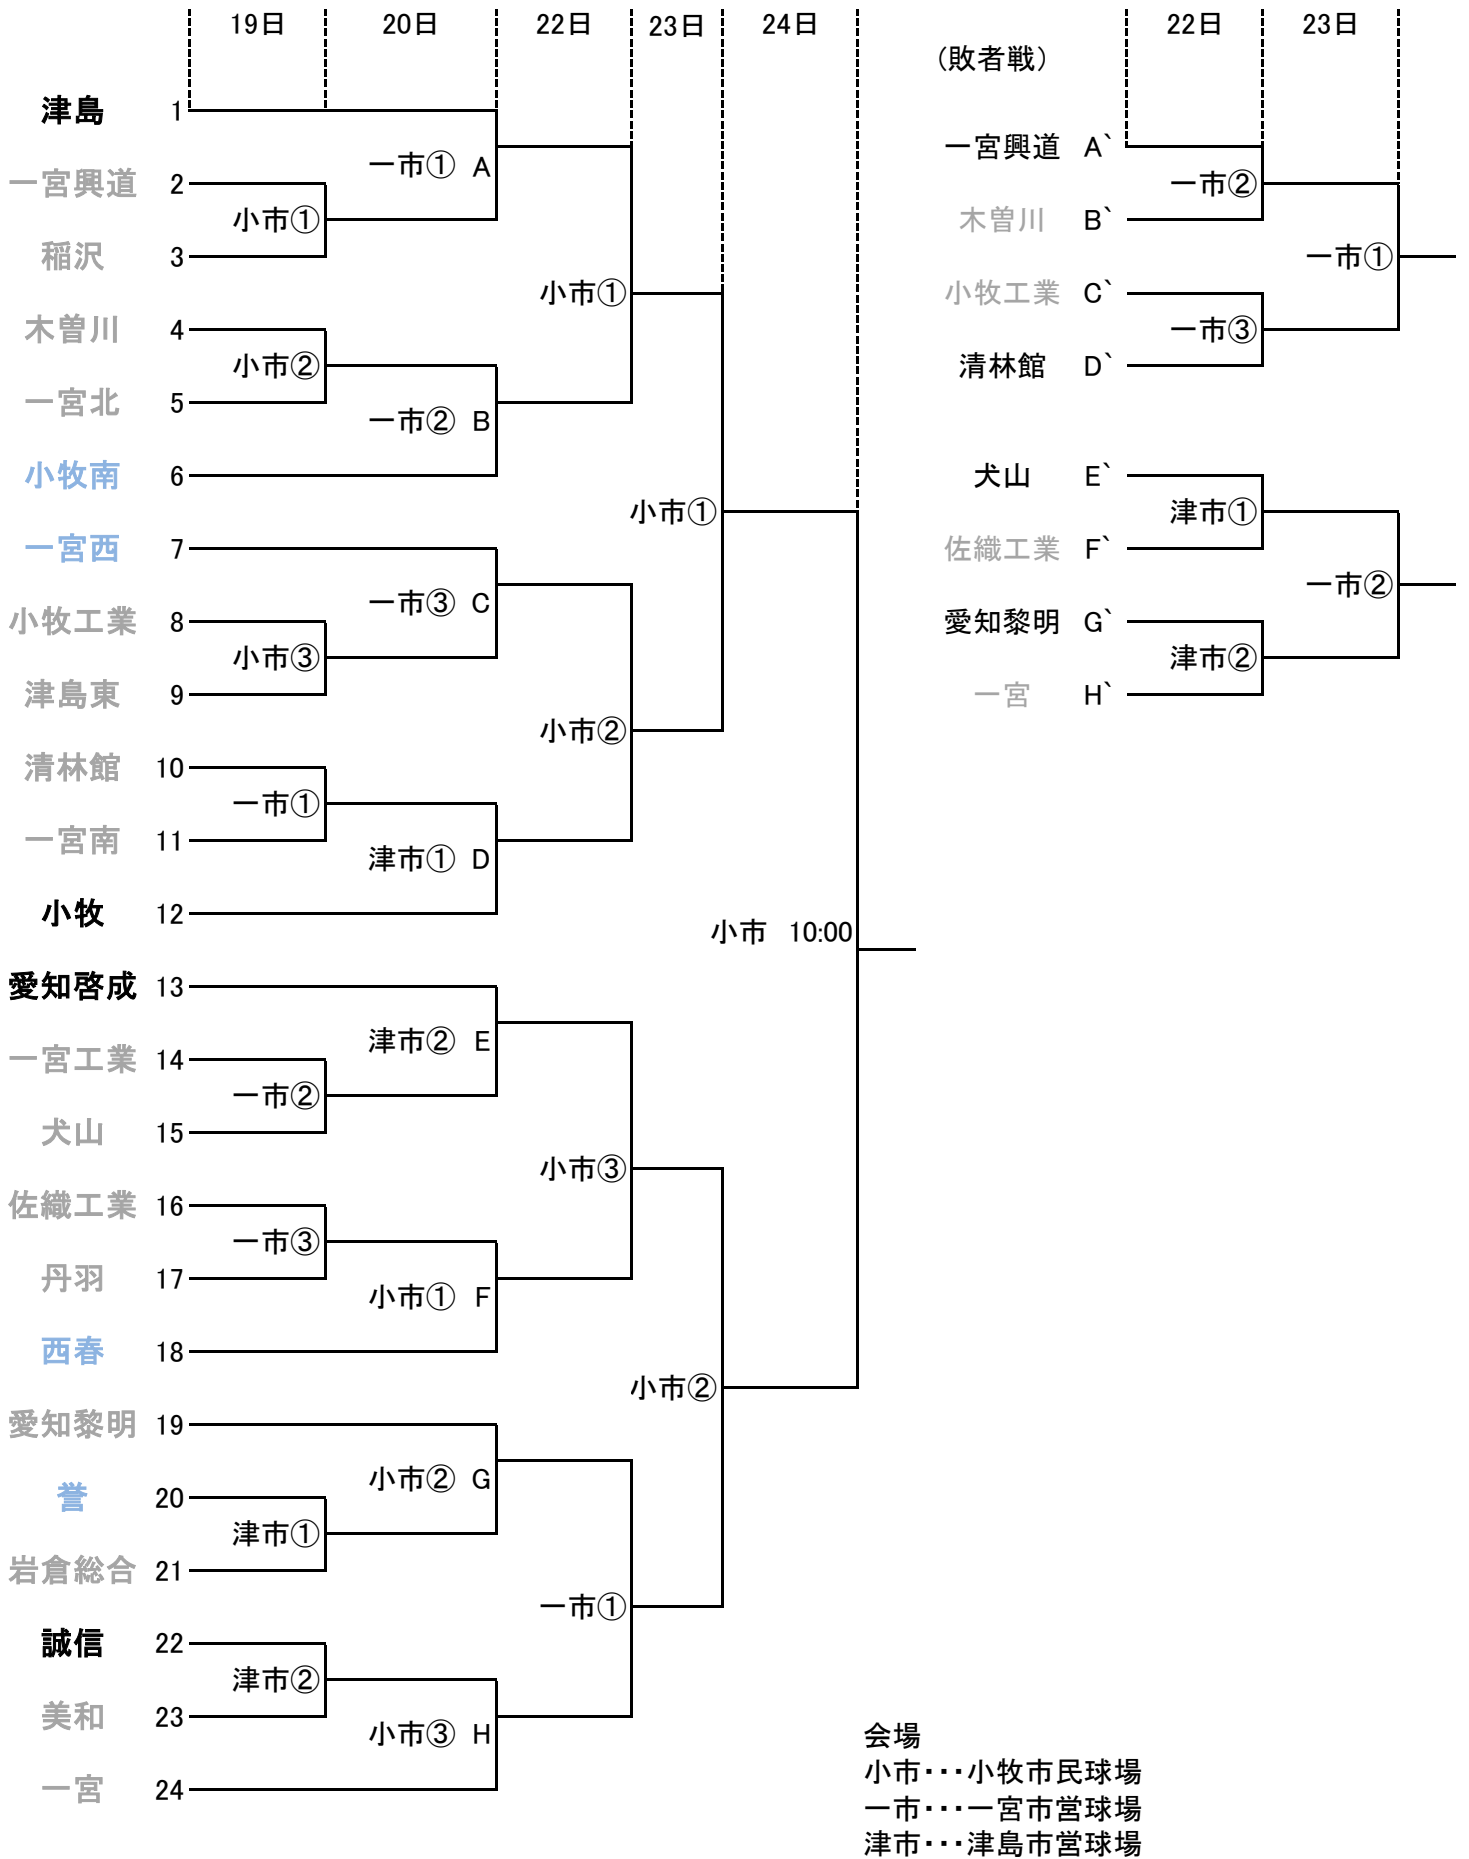 19日 20日 22日 23日 24日 22日 23日
(敗者戦)
津島 1
一宮興道 A`
一市① A
一宮興道 2
一市②
小市①
木曽川 B`
稲沢 3
一市①
小市①
小牧工業 C`
木曽川 4
一市③
小市②
清林館 D`
一宮北 5
一市② B
小牧南 6
犬山 E`
小市①
津市①
一宮西 7
佐織工業 F`
一市③ C
一市②
小牧工業 8
愛知黎明 G`
小市③
津市②
津島東 9
一宮 H`
小市②
清林館 10
一市①
一宮南 11
津市① D
小牧 12
小市 10:00
愛知啓成 13
津市② E
一宮工業 14
一市②
犬山 15
小市③
佐織工業 16
一市③
丹羽 17
小市① F
西春 18
小市②
愛知黎明 19
小市② G
誉 20
津市①
岩倉総合 21
一市①
誠信 22
津市②
美和 23
小市③ H
会場
小市・・・小牧市民球場
一宮 24
一市・・・一宮市営球場
津市・・・津島市営球場